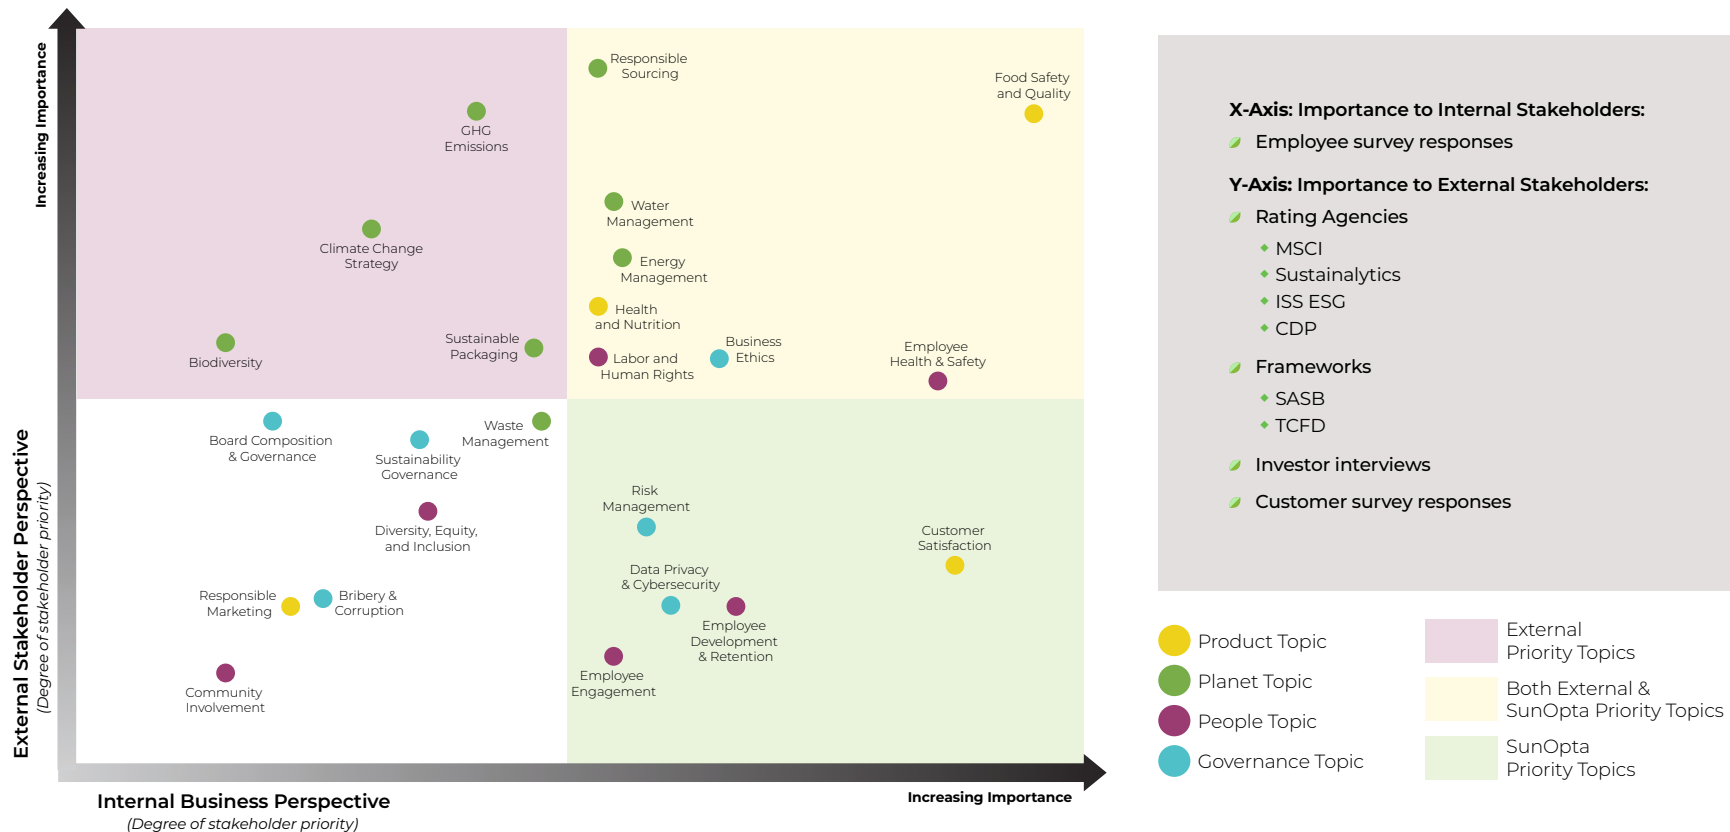 Increasing Importance
External Stakeholder Perspective
(Degree of stakeholder priority)
Responsible
Sourcing
Food Safety
and Quality
GHG
Emissions
Water
Management
Climate Change
Strategy
Energy
Management
Health
and Nutrition
Biodiversity
Sustainable
Packaging
Labor and
Human Rights
Business
Ethics
Employee
Health & Safety
Board Composition
& Governance
Sustainability
Governance
Waste
Management
Diversity, Equity,
and Inclusion
Risk
Management
Customer
Satisfaction
Data Privacy
& Cybersecurity
Responsible
Marketing
Bribery &
Corruption
Employee
Development
& Retention
Employee
Engagement
Community
Involvement
Internal Business Perspective
(Degree of stakeholder priority)
Increasing Importance
X-Axis: Importance to Internal Stakeholders:
Employee survey responses
Y-Axis: Importance to External Stakeholders:
Rating Agencies
MSCI
Sustainalytics
ISS ESG
CDP
Frameworks
SASB
TCFD
Investor interviews
Customer survey responses
Product Topic
Planet Topic
People Topic
Governance Topic
External
Priority Topics
Both External &
SunOpta Priority Topics
SunOpta
Priority Topics